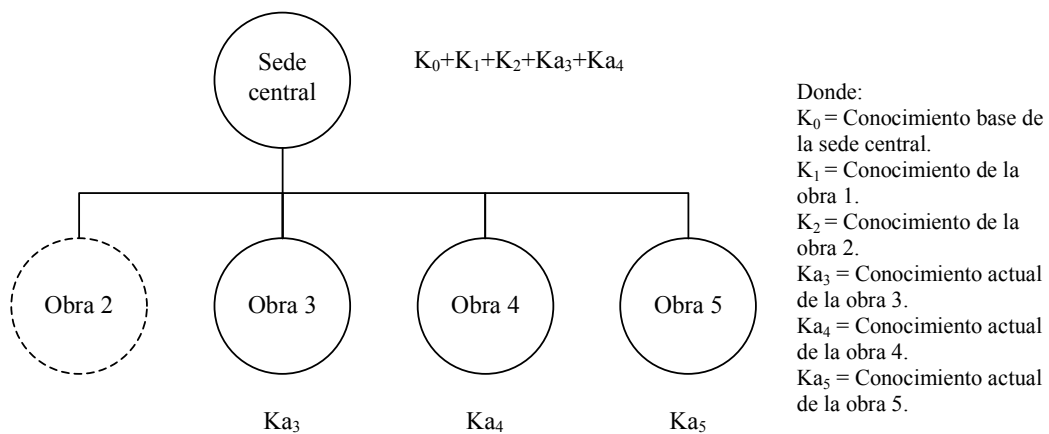 Sede
central
K₀+K₁+K₂+Ka₃+Ka₄
Donde:
K₀ = Conocimiento base de
la sede central.
K₁ = Conocimiento de la
obra 1.
K₂ = Conocimiento de la
obra 2.
Ka₃ = Conocimiento actual
de la obra 3.
Ka₄ = Conocimiento actual
de la obra 4.
Ka₅ = Conocimiento actual
de la obra 5.
Obra 2
Obra 3
Obra 4
Obra 5
Ka₃
Ka₄
Ka₅